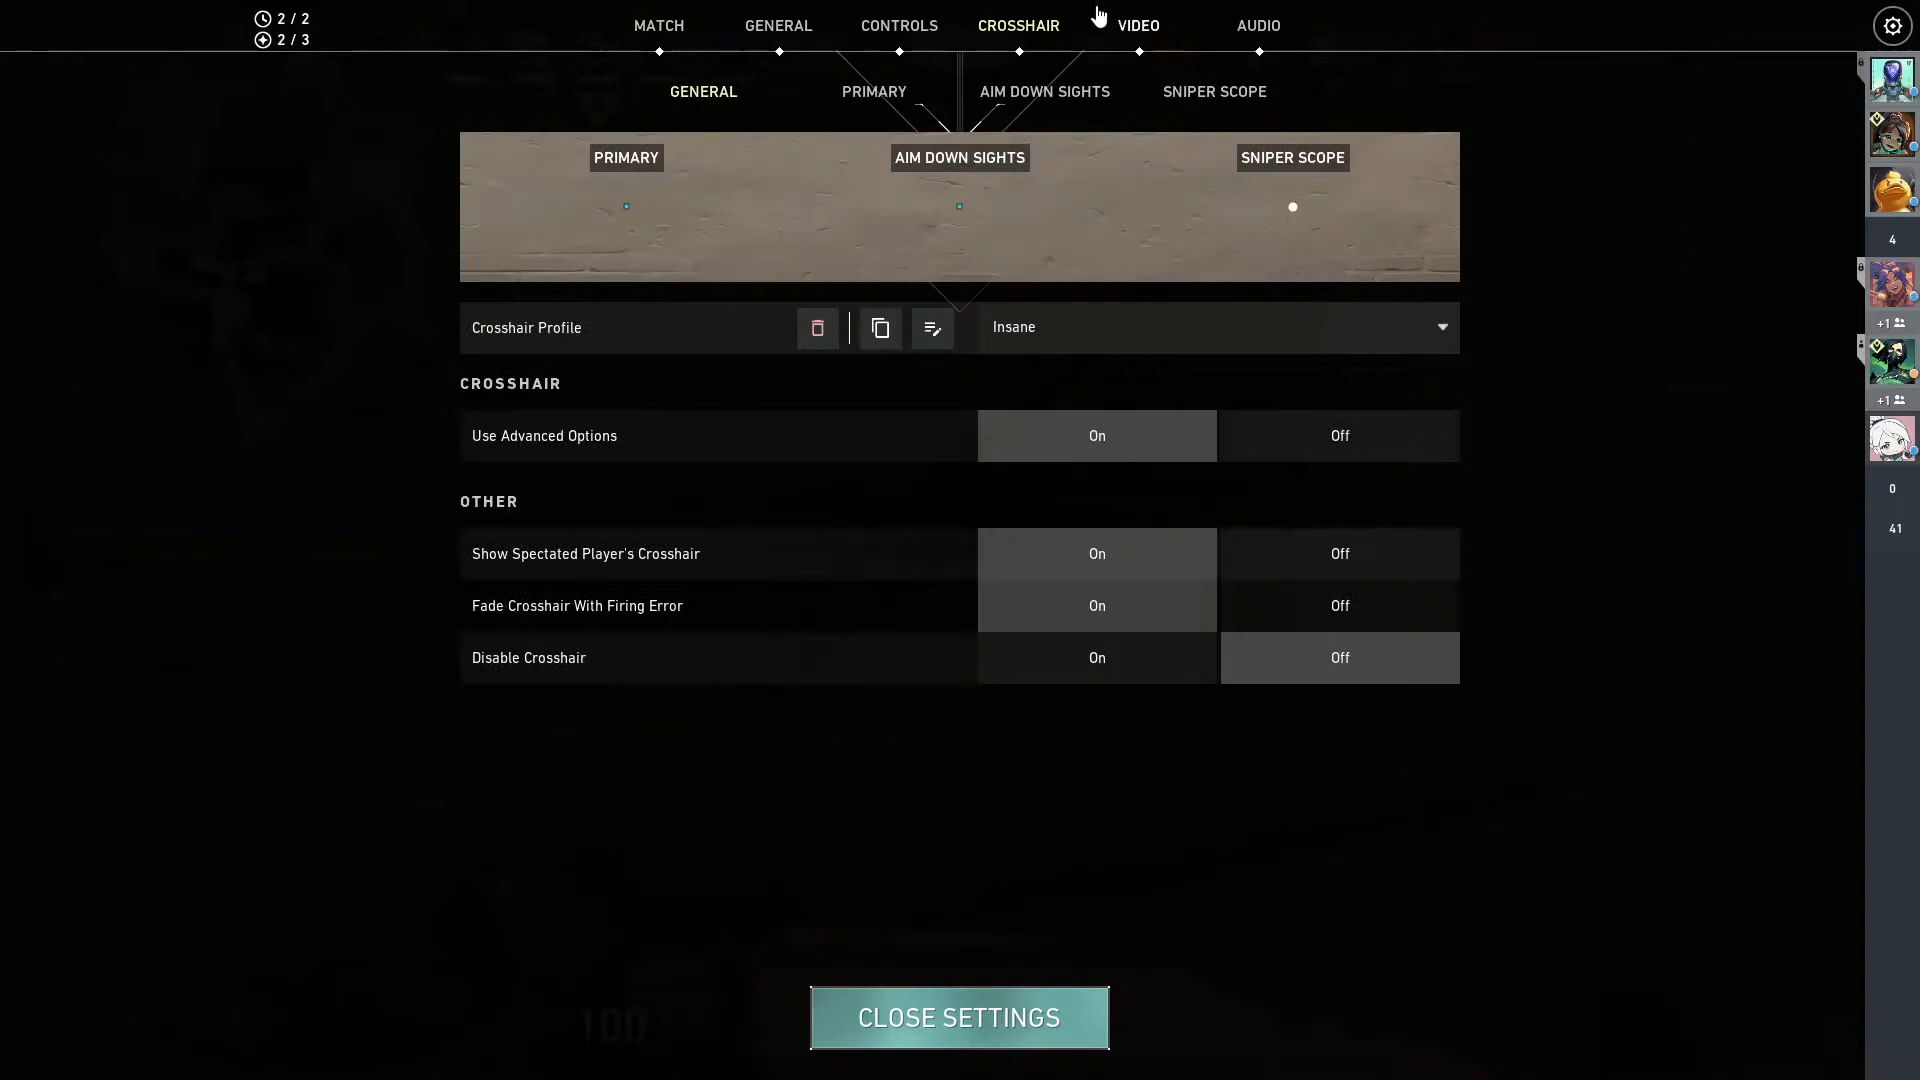 2 / 2
2 / 3
MATCH GENERAL CONTROLS CROSSHAIR VIDEO AUDIO
GENERAL PRIMARY AIM DOWN SIGHTS SNIPER SCOPE
PRIMARY AIM DOWN SIGHTS SNIPER SCOPE
Crosshair Profile Insane
CROSSHAIR
Use Advanced Options On Off
OTHER
Show Spectated Player's Crosshair On Off
Fade Crosshair With Firing Error On Off
Disable Crosshair On Off
100
CLOSE SETTINGS
4
+1
+1
0
41